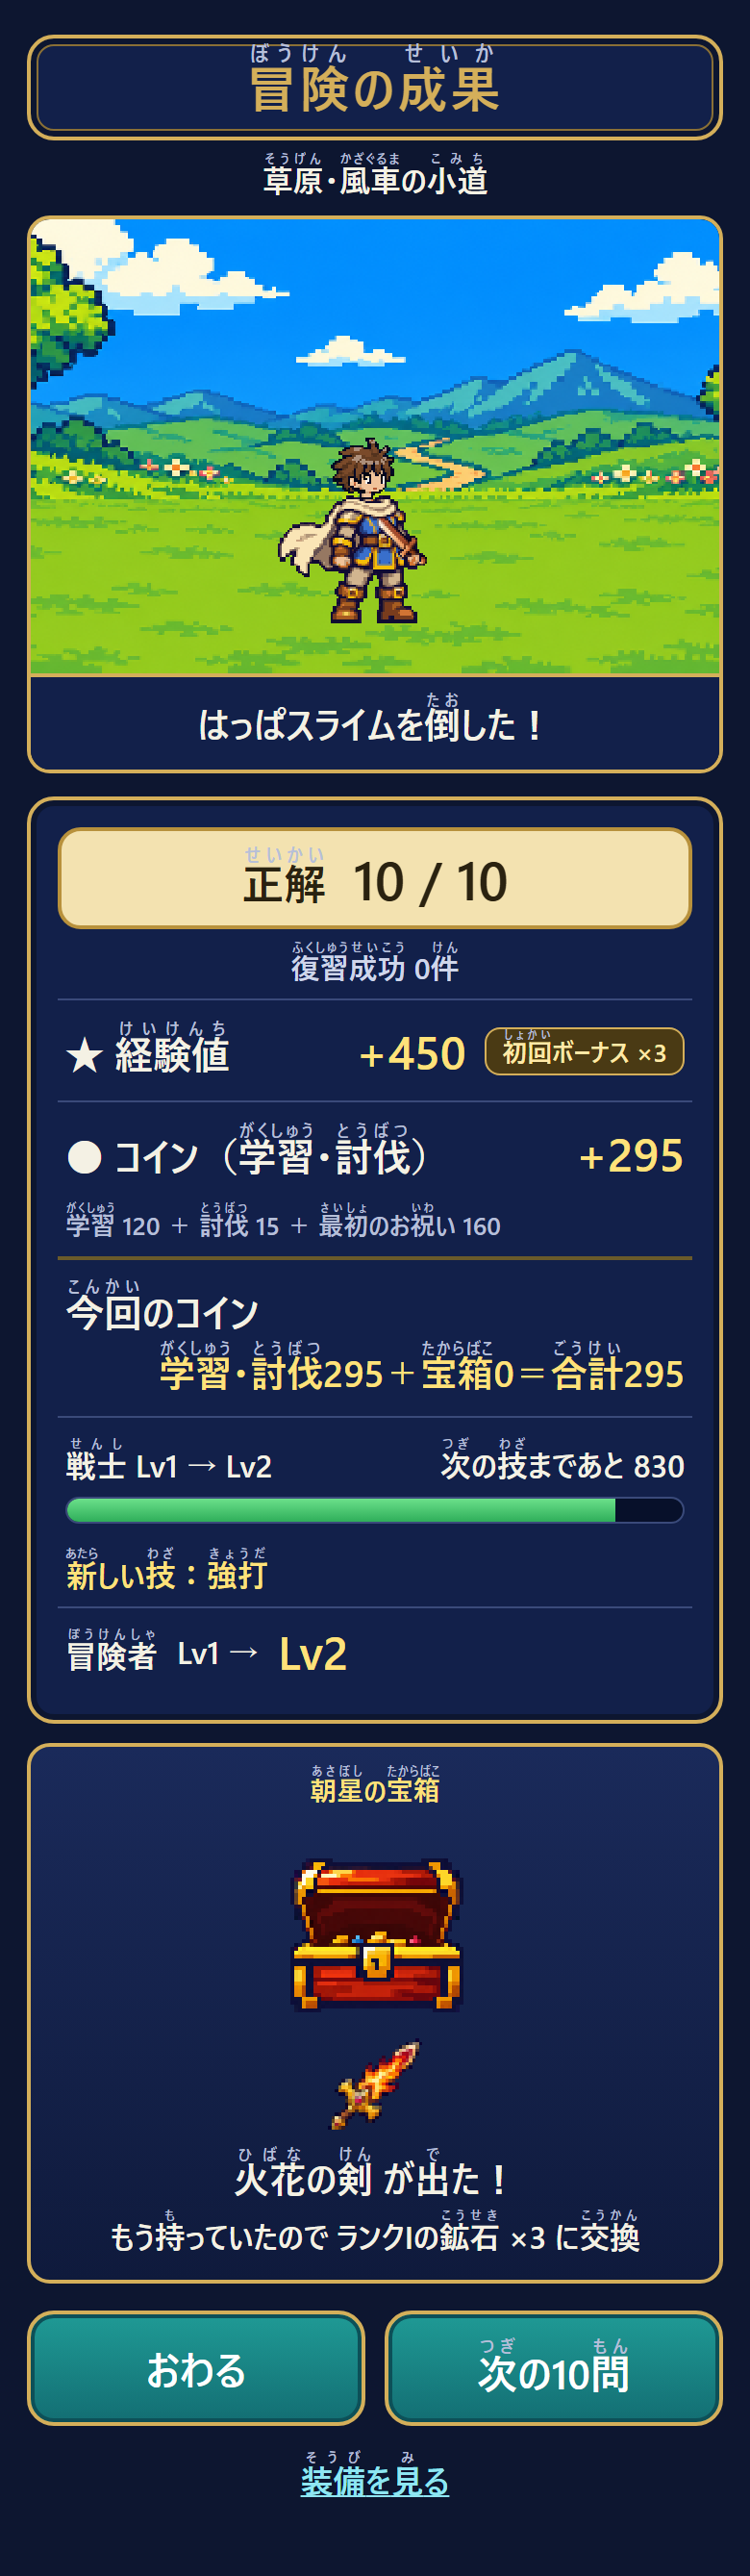 ぼうけん せいか
冒険の成果
そうげん かざぐるま こみち
草原・風車の小道
たお
はっぱスライムを倒した！
せいかい
正解 10 / 10
ふくしゅうせいこう けん
復習成功 0件
けいけんち しょかい
★ 経験値 +450 初回ボーナス ×3
がくしゅう とうばつ
● コイン（学習・討伐） +295
がくしゅう とうばつ さいしょ いわ
学習 120 ＋ 討伐 15 ＋ 最初のお祝い 160
こんかい
今回のコイン
がくしゅう とうばつ たからばこ ごうけい
学習・討伐295＋宝箱0＝合計295
せんし つぎ わざ
戦士 Lv1 → Lv2 次の技まであと 830
あたら わざ きょうだ
新しい技：強打
ぼうけんしゃ
冒険者 Lv1 → Lv2
あさぼし たからばこ
朝星の宝箱
ひばな けん で
火花の剣 が出た！
も こうせき こうかん
もう持っていたので ランクIの鉱石 ×3 に交換
つぎ もん
おわる 次の10問
そうび み
装備を見る